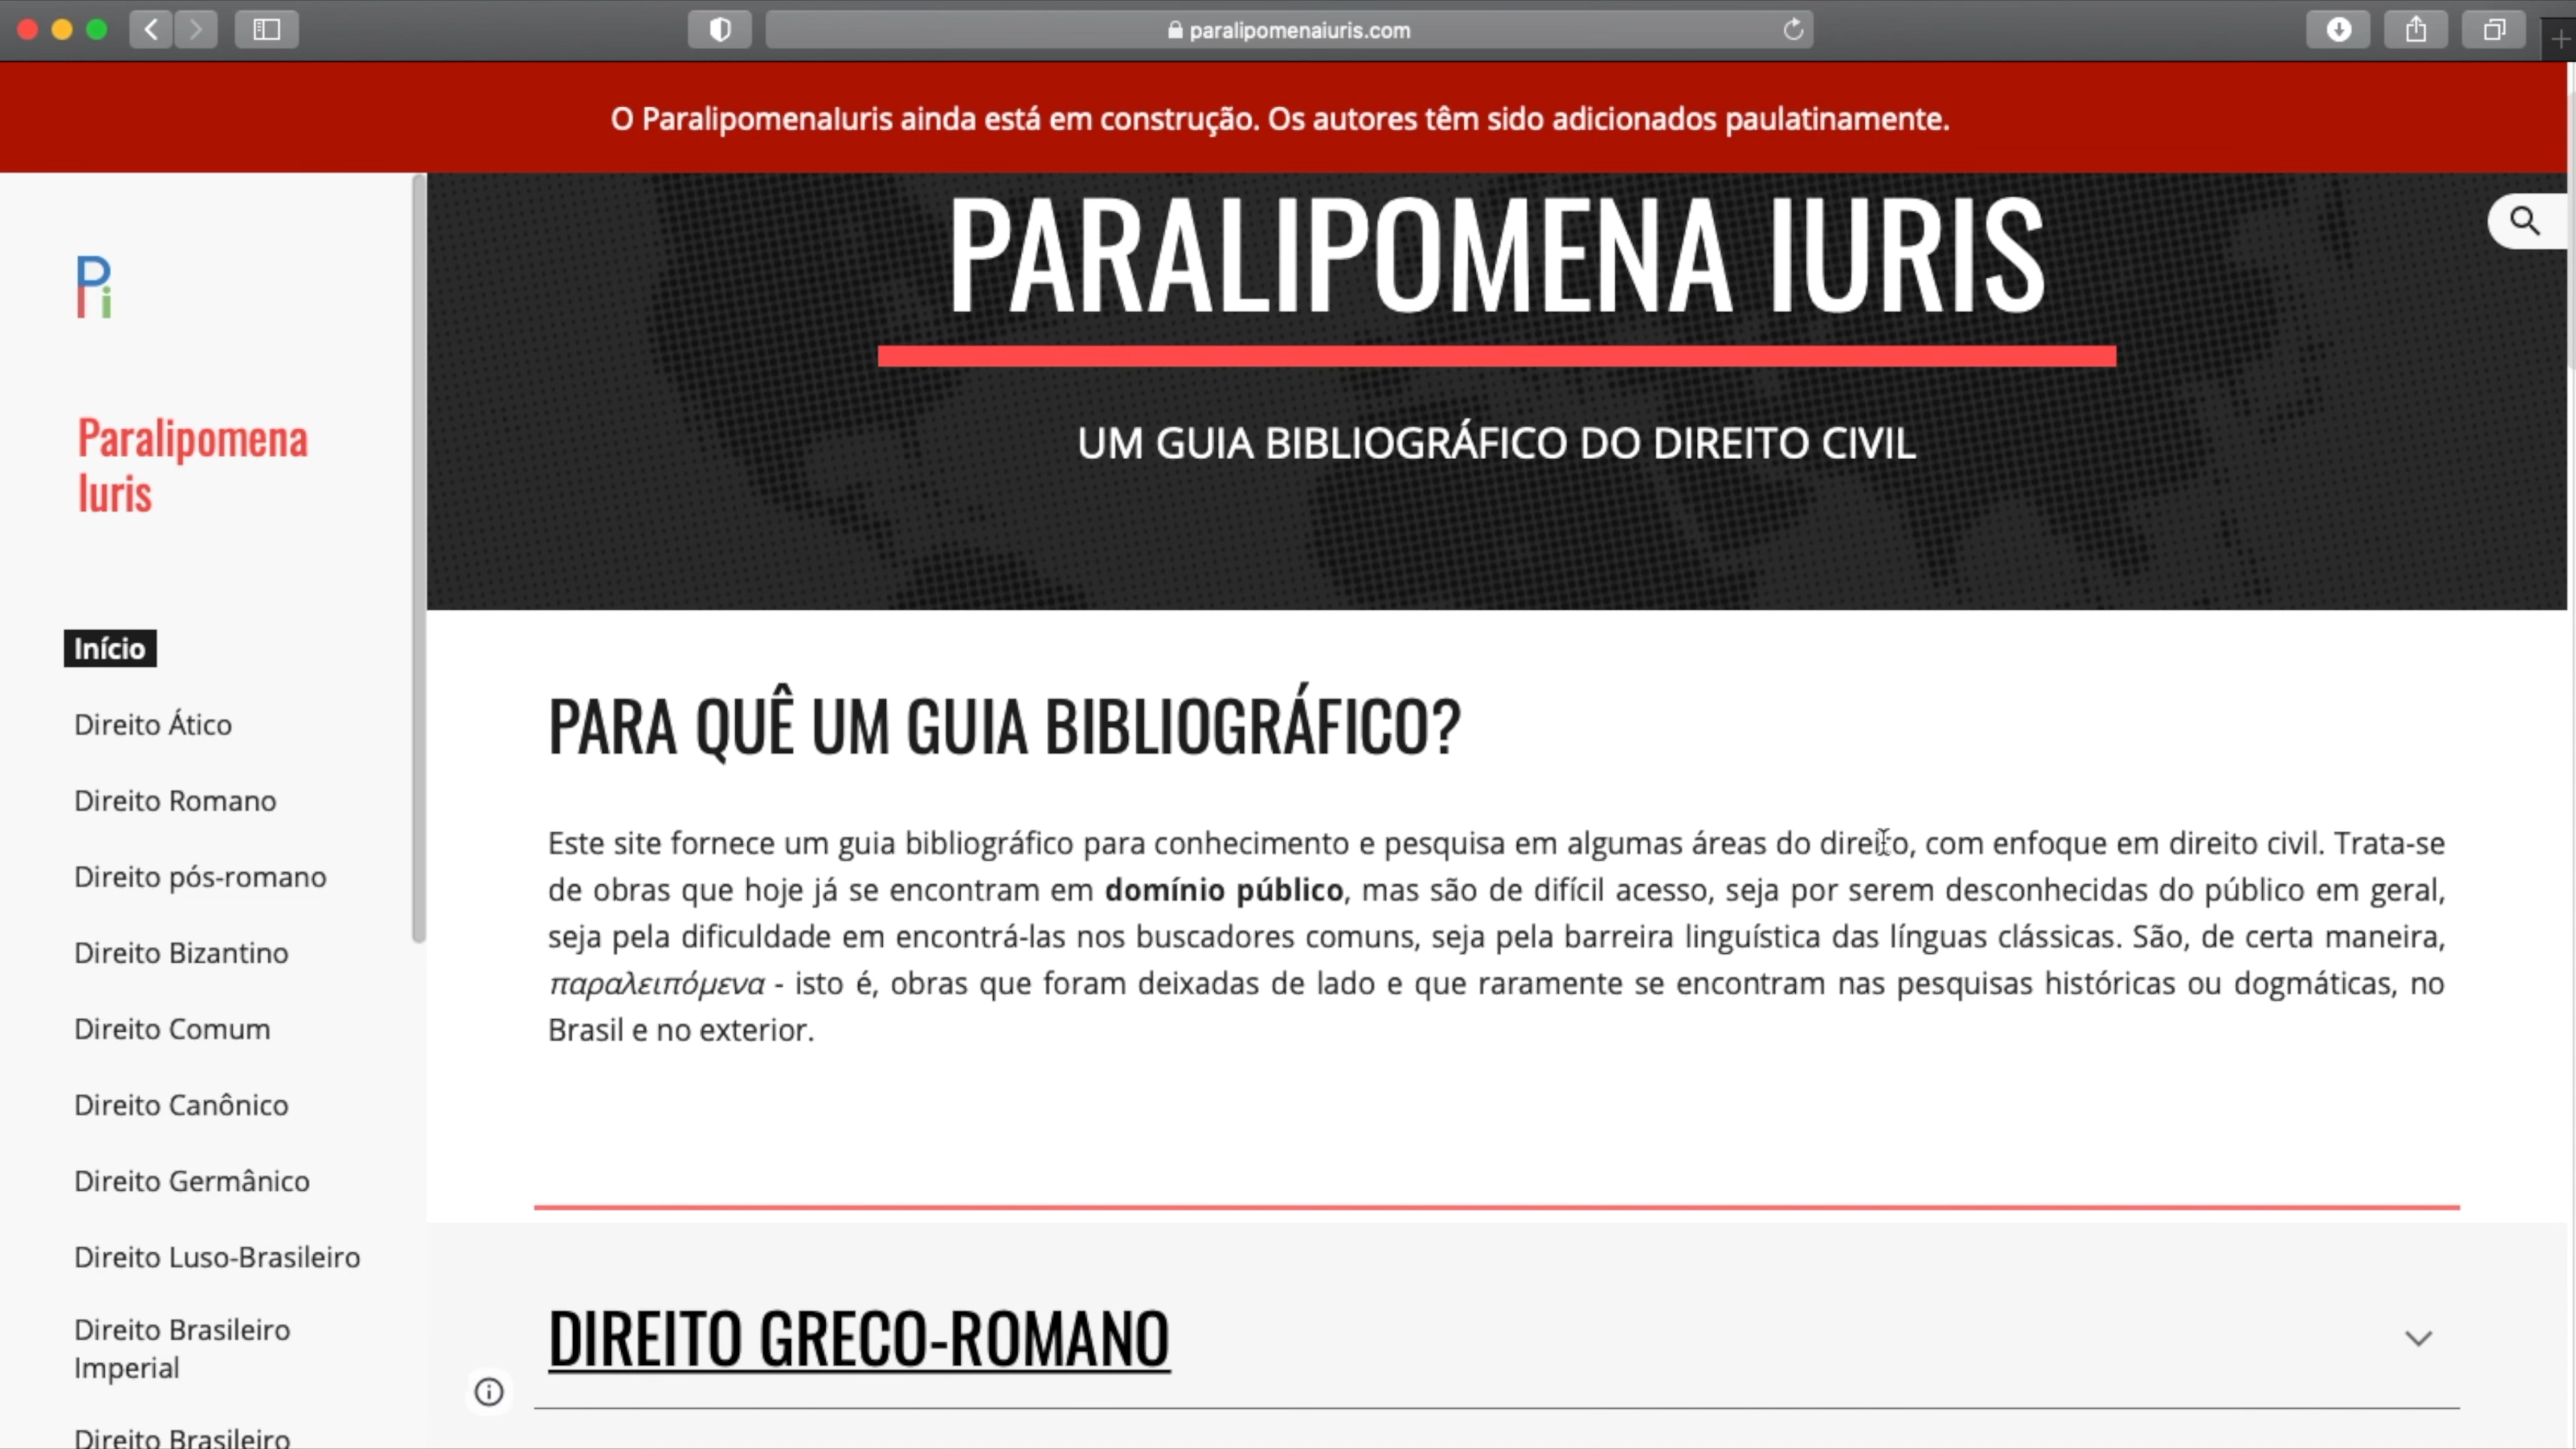 paralipomenaiuris.com
O ParalipomenaIuris ainda está em construção. Os autores têm sido adicionados paulatinamente.
Pi
Paralipomena
Iuris
Início
Direito Ático
Direito Romano
Direito pós-romano
Direito Bizantino
Direito Comum
Direito Canônico
Direito Germânico
Direito Luso-Brasileiro
Direito Brasileiro
Imperial
Direito Brasileiro
PARALIPOMENA IURIS
UM GUIA BIBLIOGRÁFICO DO DIREITO CIVIL
PARA QUÊ UM GUIA BIBLIOGRÁFICO?
Este site fornece um guia bibliográfico para conhecimento e pesquisa em algumas áreas do direito, com enfoque em direito civil. Trata-se
de obras que hoje já se encontram em domínio público, mas são de difícil acesso, seja por serem desconhecidas do público em geral,
seja pela dificuldade em encontrá-las nos buscadores comuns, seja pela barreira linguística das línguas clássicas. São, de certa maneira,
παραλειπόμενα - isto é, obras que foram deixadas de lado e que raramente se encontram nas pesquisas históricas ou dogmáticas, no
Brasil e no exterior.
DIREITO GRECO-ROMANO